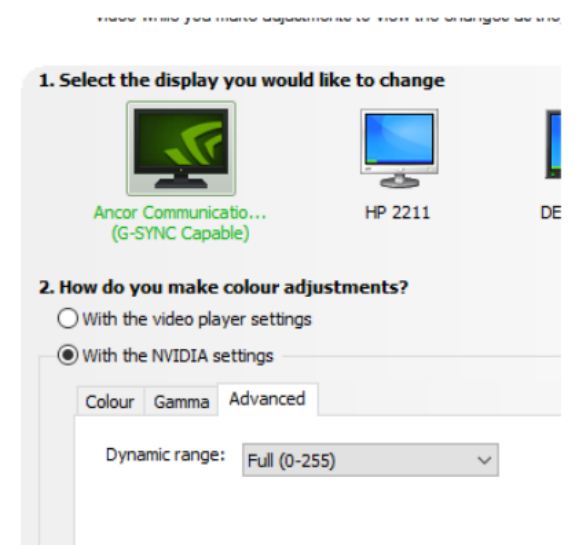 1. Select the display you would like to change
Ancor Communicatio...
(G-SYNC Capable)
HP 2211
DE
2. How do you make colour adjustments?
With the video player settings
With the NVIDIA settings
Colour Gamma Advanced
Dynamic range: Full (0-255)